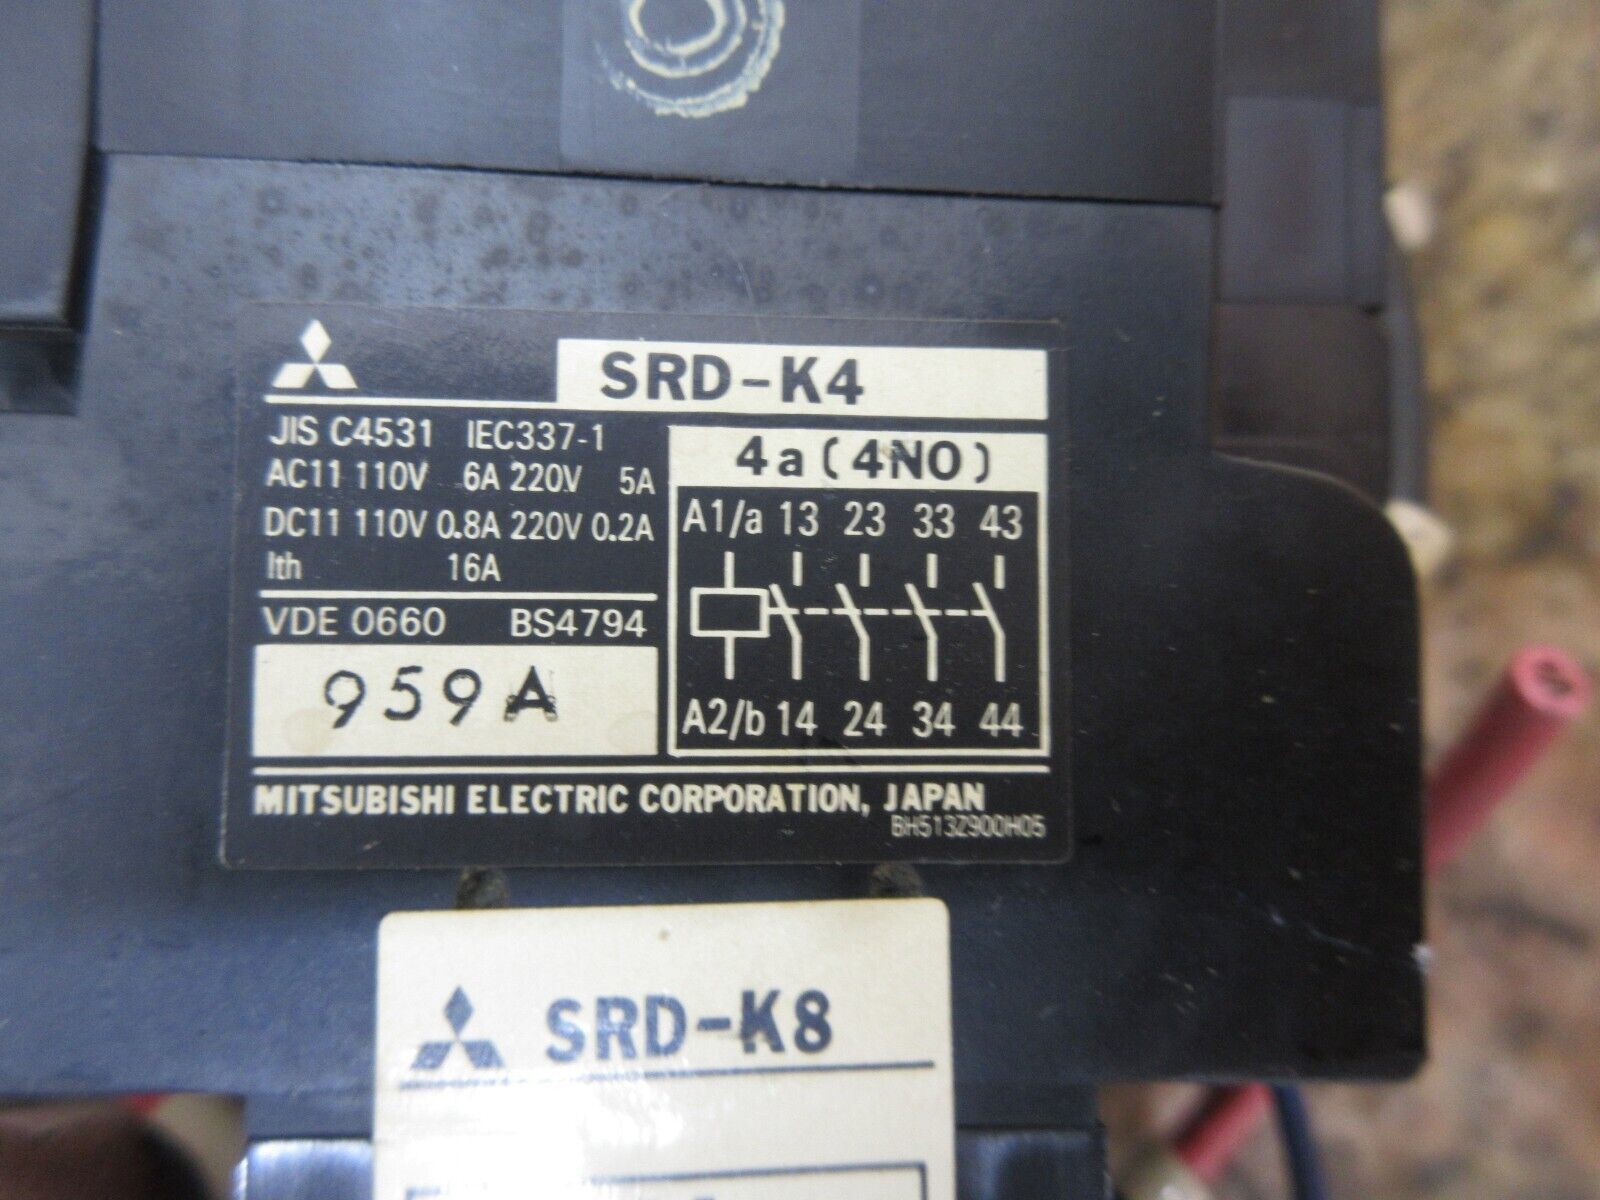 SRD-K4
JIS C4531 IEC337-1
AC11 110V 6A 220V 5A
DC11 110V 0.8A 220V 0.2A
Ith 16A
VDE 0660 BS4794
959A
4a(4NO)
A1/a 13 23 33 43
A2/b 14 24 34 44
MITSUBISHI ELECTRIC CORPORATION, JAPAN
BH513Z900H05
SRD-K8